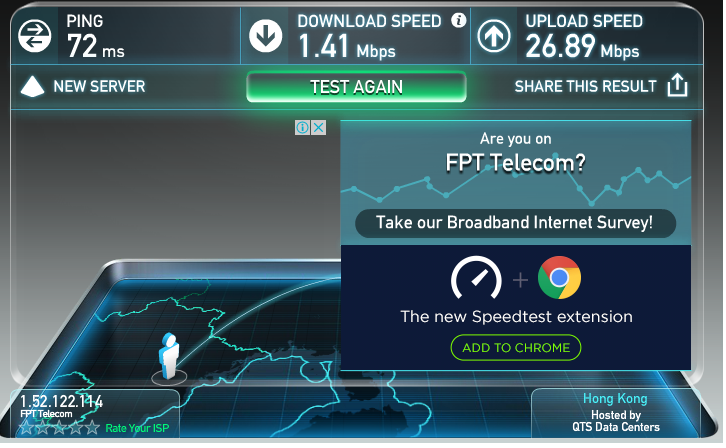 PING
72 ms
DOWNLOAD SPEED
1.41 Mbps
UPLOAD SPEED
26.89 Mbps
NEW SERVER
TEST AGAIN
SHARE THIS RESULT
Are you on
FPT Telecom?
Take our Broadband Internet Survey!
The new Speedtest extension
ADD TO CHROME
1.52.122.114
FPT Telecom
Rate Your ISP
Hong Kong
Hosted by
QTS Data Centers